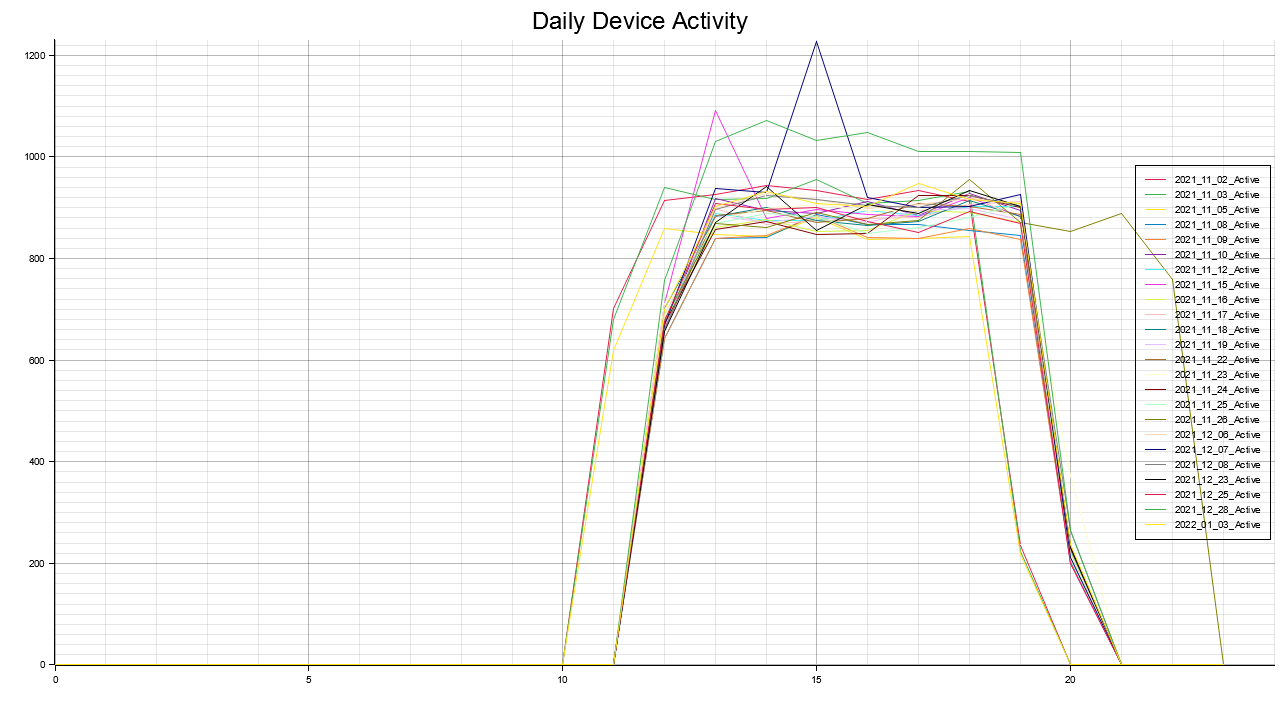 Daily Device Activity
1200
1000
800
600
400
200
0
0 5 10 15 20
2021_11_02_Active
2021_11_03_Active
2021_11_05_Active
2021_11_08_Active
2021_11_09_Active
2021_11_10_Active
2021_11_12_Active
2021_11_15_Active
2021_11_16_Active
2021_11_17_Active
2021_11_18_Active
2021_11_19_Active
2021_11_22_Active
2021_11_23_Active
2021_11_24_Active
2021_11_25_Active
2021_11_26_Active
2021_12_06_Active
2021_12_07_Active
2021_12_08_Active
2021_12_23_Active
2021_12_25_Active
2021_12_28_Active
2022_01_03_Active